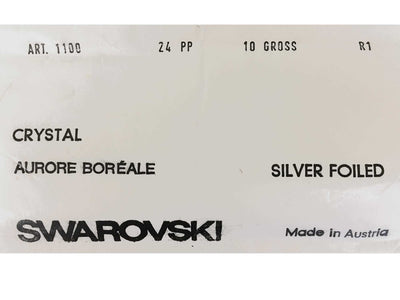 ART. 1100 24 PP 10 GROSS R1
CRYSTAL
AURORE BORÉALE SILVER FOILED
SWAROVSKI Made in Austria